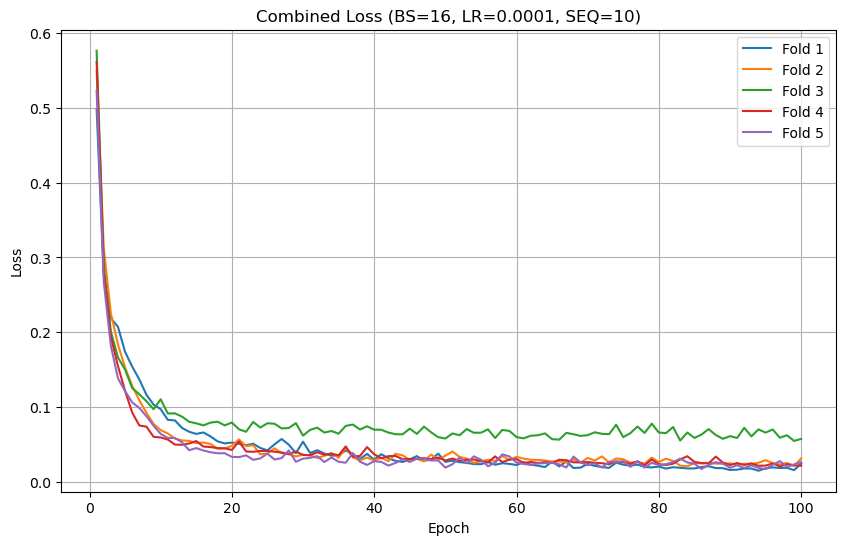 Combined Loss (BS=16, LR=0.0001, SEQ=10)
0.6
0.5
0.4
0.3
0.2
0.1
0.0
Loss
Fold 1
Fold 2
Fold 3
Fold 4
Fold 5
0 20 40 60 80 100
Epoch